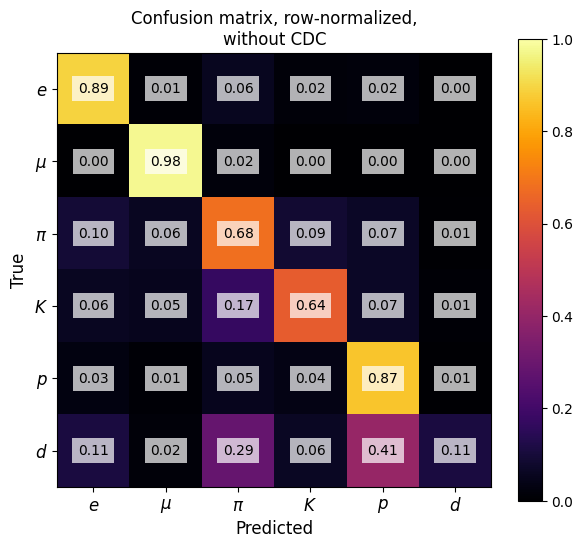 Confusion matrix, row-normalized,
without CDC
1.0
e 0.89 0.01 0.06 0.02 0.02 0.00
μ 0.00 0.98 0.02 0.00 0.00 0.00
0.8
π 0.10 0.06 0.68 0.09 0.07 0.01
0.6
True
K 0.06 0.05 0.17 0.64 0.07 0.01
0.4
p 0.03 0.01 0.05 0.04 0.87 0.01
0.2
d 0.11 0.02 0.29 0.06 0.41 0.11
0.0
e μ π K p d
Predicted